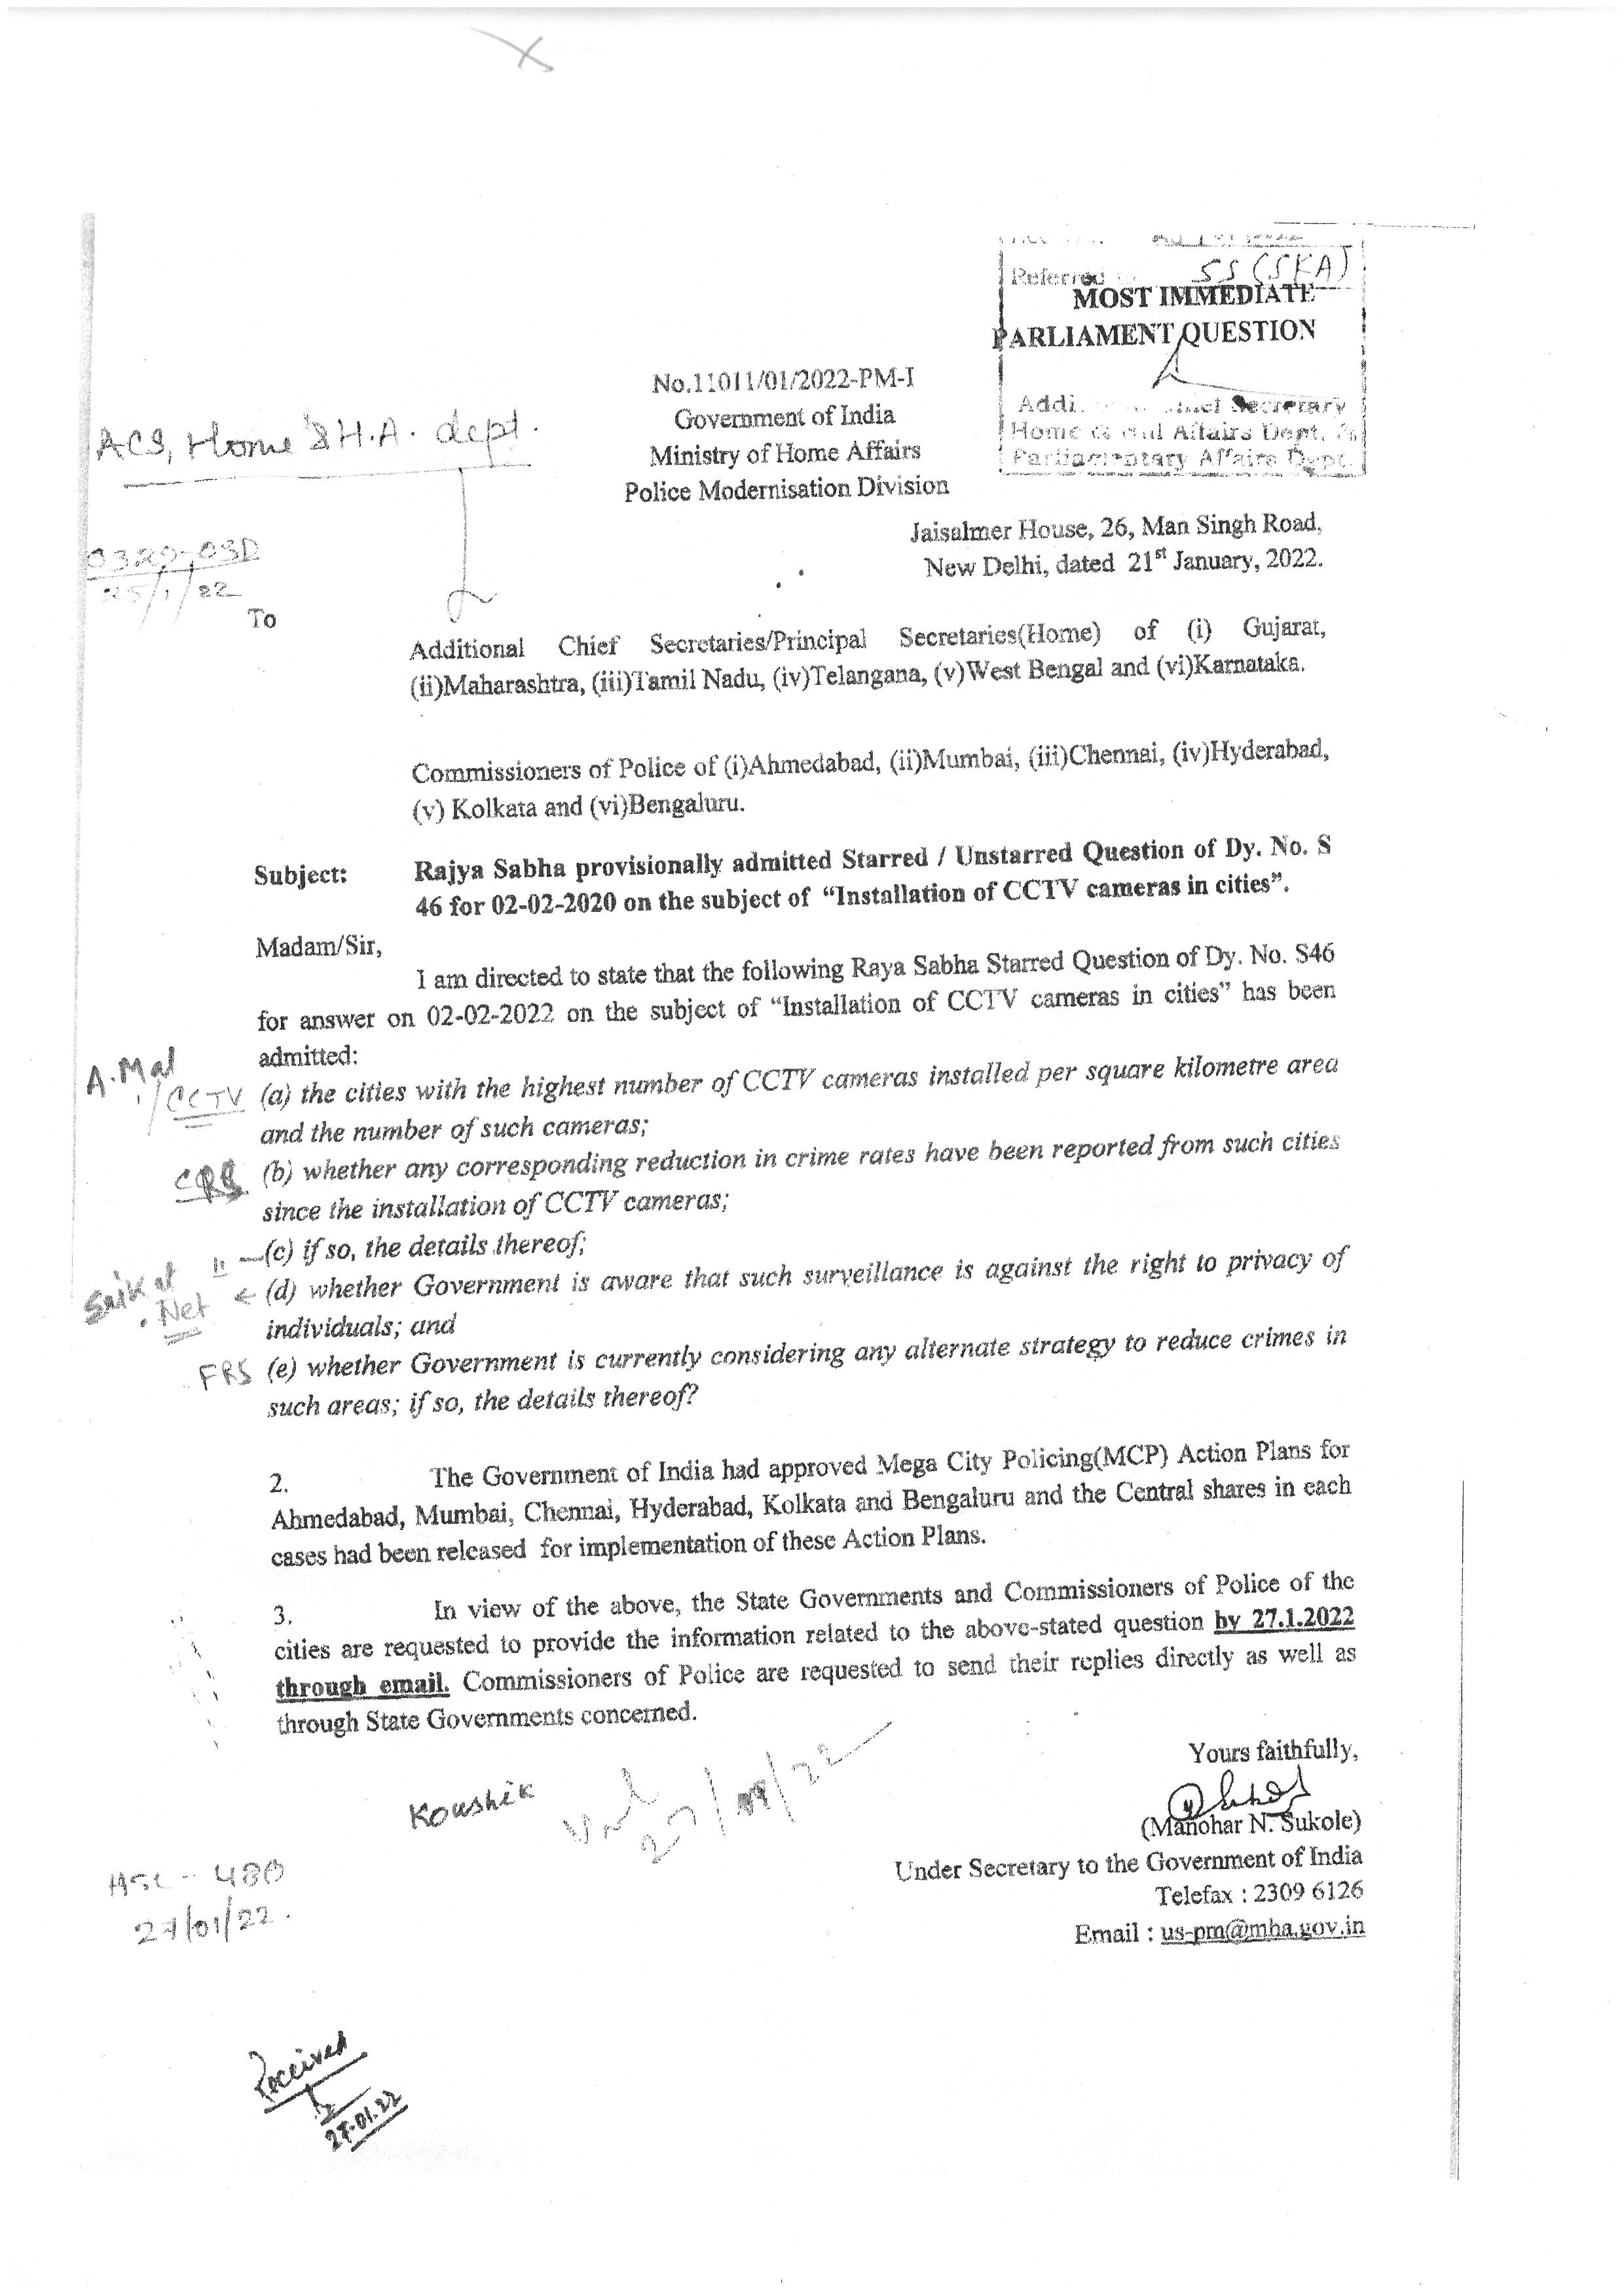 Referred SS (SKA)
MOST IMMEDIATE
PARLIAMENT QUESTION
Secretary
Home Affairs Dept.
Parliamentary Affairs Dept.
No.11011/01/2022-PM-I
Government of India
Ministry of Home Affairs
Police Modernisation Division
ACS, Home & H.A. dept.
Jaisalmer House, 26, Man Singh Road,
New Delhi, dated 21st January, 2022.
25/1/22
To
Additional Chief Secretaries/Principal Secretaries(Home) of (i) Gujarat,
(ii)Maharashtra, (iii)Tamil Nadu, (iv)Telangana, (v)West Bengal and (vi)Karnataka.
Commissioners of Police of (i)Ahmedabad, (ii)Mumbai, (iii)Chennai, (iv)Hyderabad,
(v) Kolkata and (vi)Bengaluru.
Subject: Rajya Sabha provisionally admitted Starred / Unstarred Question of Dy. No. S
46 for 02-02-2020 on the subject of "Installation of CCTV cameras in cities".
Madam/Sir,
I am directed to state that the following Raya Sabha Starred Question of Dy. No. S46
for answer on 02-02-2022 on the subject of "Installation of CCTV cameras in cities" has been
admitted:
A. Mal
CCTV (a) the cities with the highest number of CCTV cameras installed per square kilometre area
and the number of such cameras;
(b) whether any corresponding reduction in crime rates have been reported from such cities
since the installation of CCTV cameras;
(c) if so, the details thereof;
Saikat
Net (d) whether Government is aware that such surveillance is against the right to privacy of
individuals; and
FRS (e) whether Government is currently considering any alternate strategy to reduce crimes in
such areas; if so, the details thereof?
2. The Government of India had approved Mega City Policing(MCP) Action Plans for
Ahmedabad, Mumbai, Chennai, Hyderabad, Kolkata and Bengaluru and the Central shares in each
cases had been released for implementation of these Action Plans.
3. In view of the above, the State Governments and Commissioners of Police of the
cities are requested to provide the information related to the above-stated question by 27.1.2022
through email. Commissioners of Police are requested to send their replies directly as well as
through State Governments concerned.
Yours faithfully,
Koushik
(Manohar N. Sukole)
Under Secretary to the Government of India
Telefax : 2309 6126
Email : us-pm@mha.gov.in
27/01/22.
Received
27.01.22